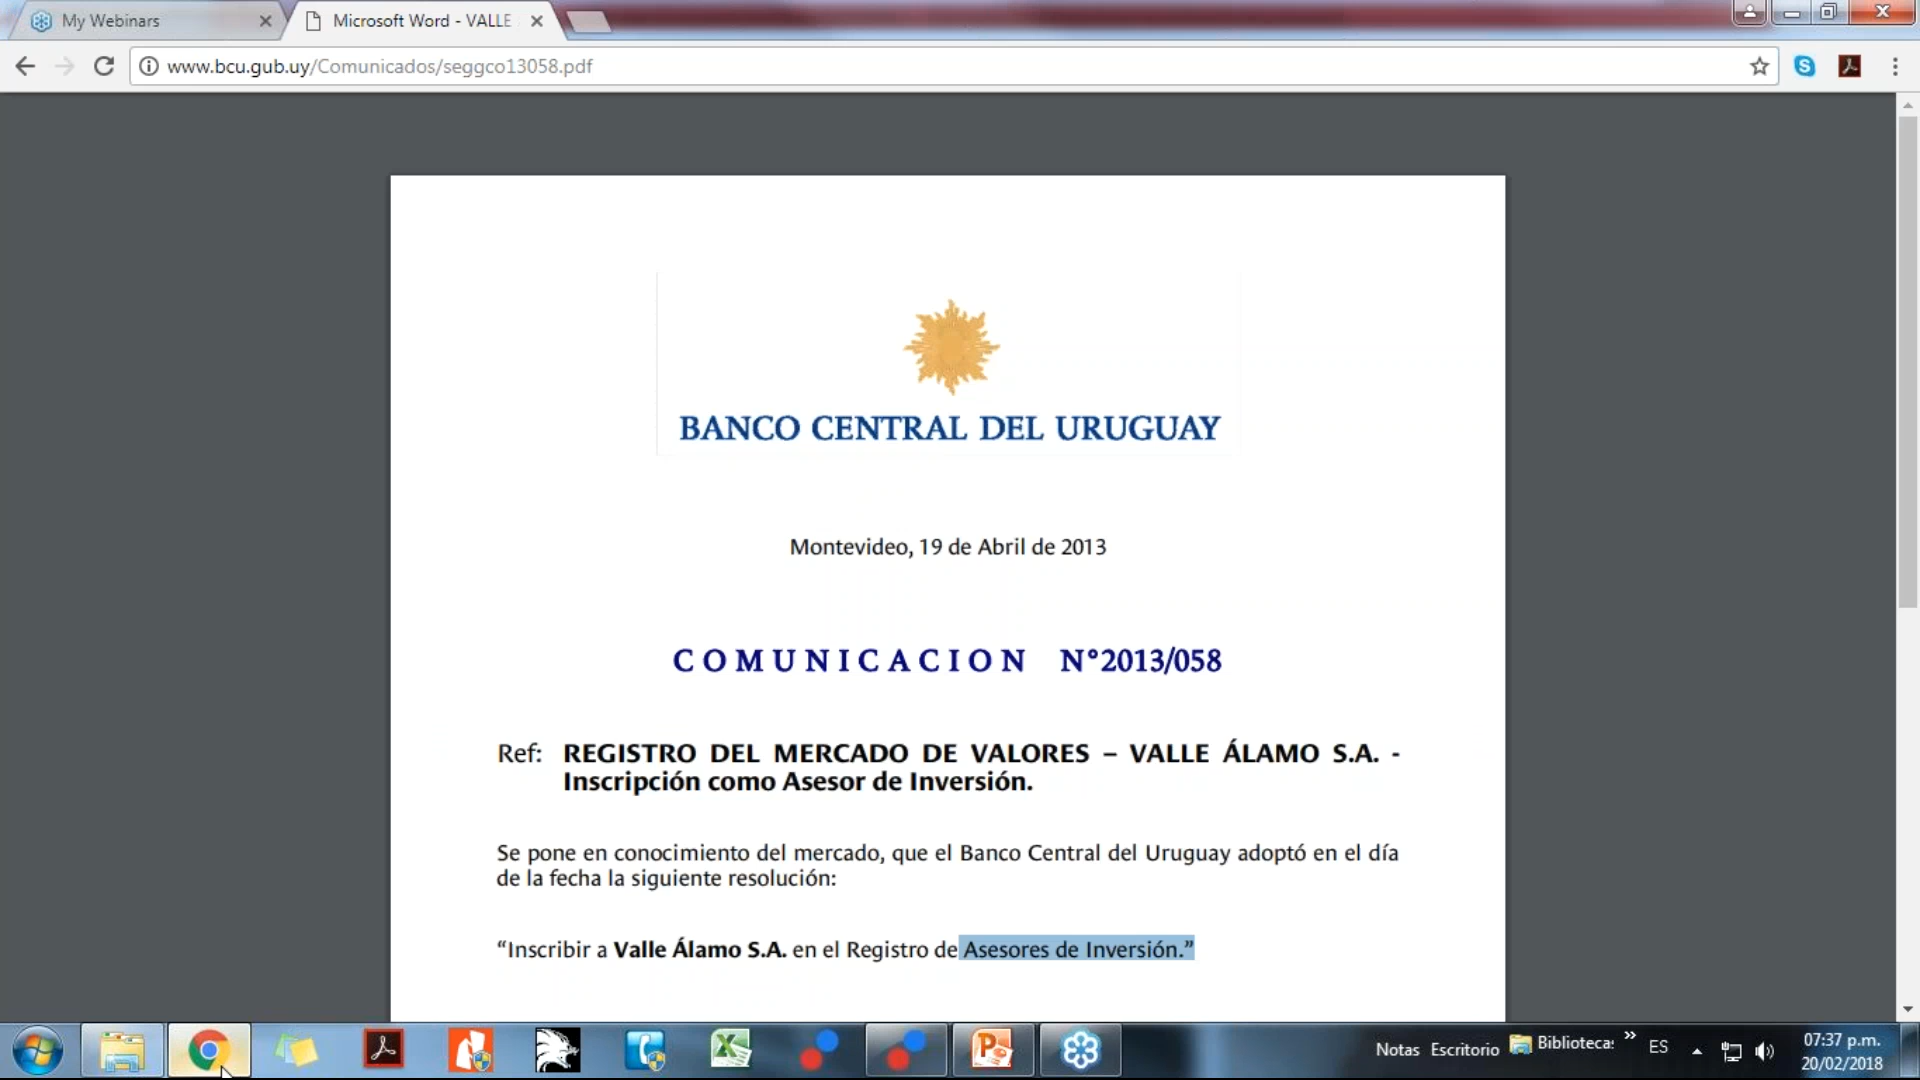 My Webinars
Microsoft Word - VALLE
www.bcu.gub.uy/Comunicados/seggco13058.pdf
BANCO CENTRAL DEL URUGUAY
Montevideo, 19 de Abril de 2013
COMUNICACION N°2013/058
Ref: REGISTRO DEL MERCADO DE VALORES – VALLE ÁLAMO S.A. -
Inscripción como Asesor de Inversión.
Se pone en conocimiento del mercado, que el Banco Central del Uruguay adoptó en el día
de la fecha la siguiente resolución:
“Inscribir a Valle Álamo S.A. en el Registro de Asesores de Inversión.”
Notas Escritorio Bibliotecas » ES
07:37 p.m.
20/02/2018